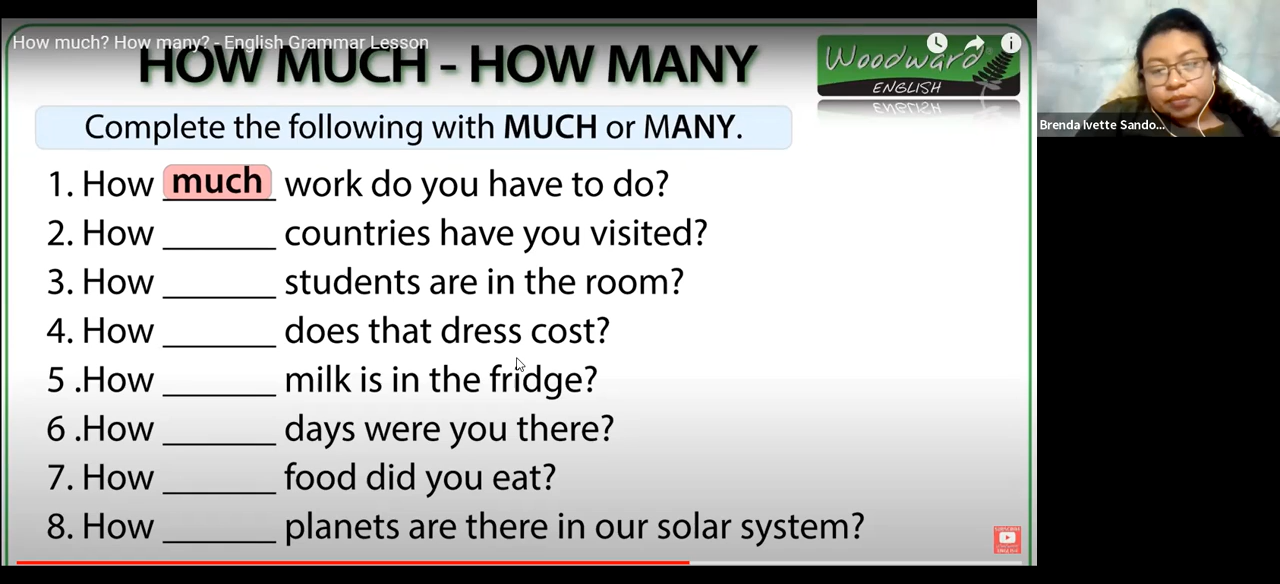 How much? How many? - English Grammar Lesson
HOW MUCH - HOW MANY
Woodward
ENGLISH
Complete the following with MUCH or MANY.
1. How much work do you have to do?
2. How _______ countries have you visited?
3. How _______ students are in the room?
4. How _______ does that dress cost?
5 .How _______ milk is in the fridge?
6 .How _______ days were you there?
7. How _______ food did you eat?
8. How _______ planets are there in our solar system?
SUBSCRIBE
ENGLISH
Brenda Ivette Sando...